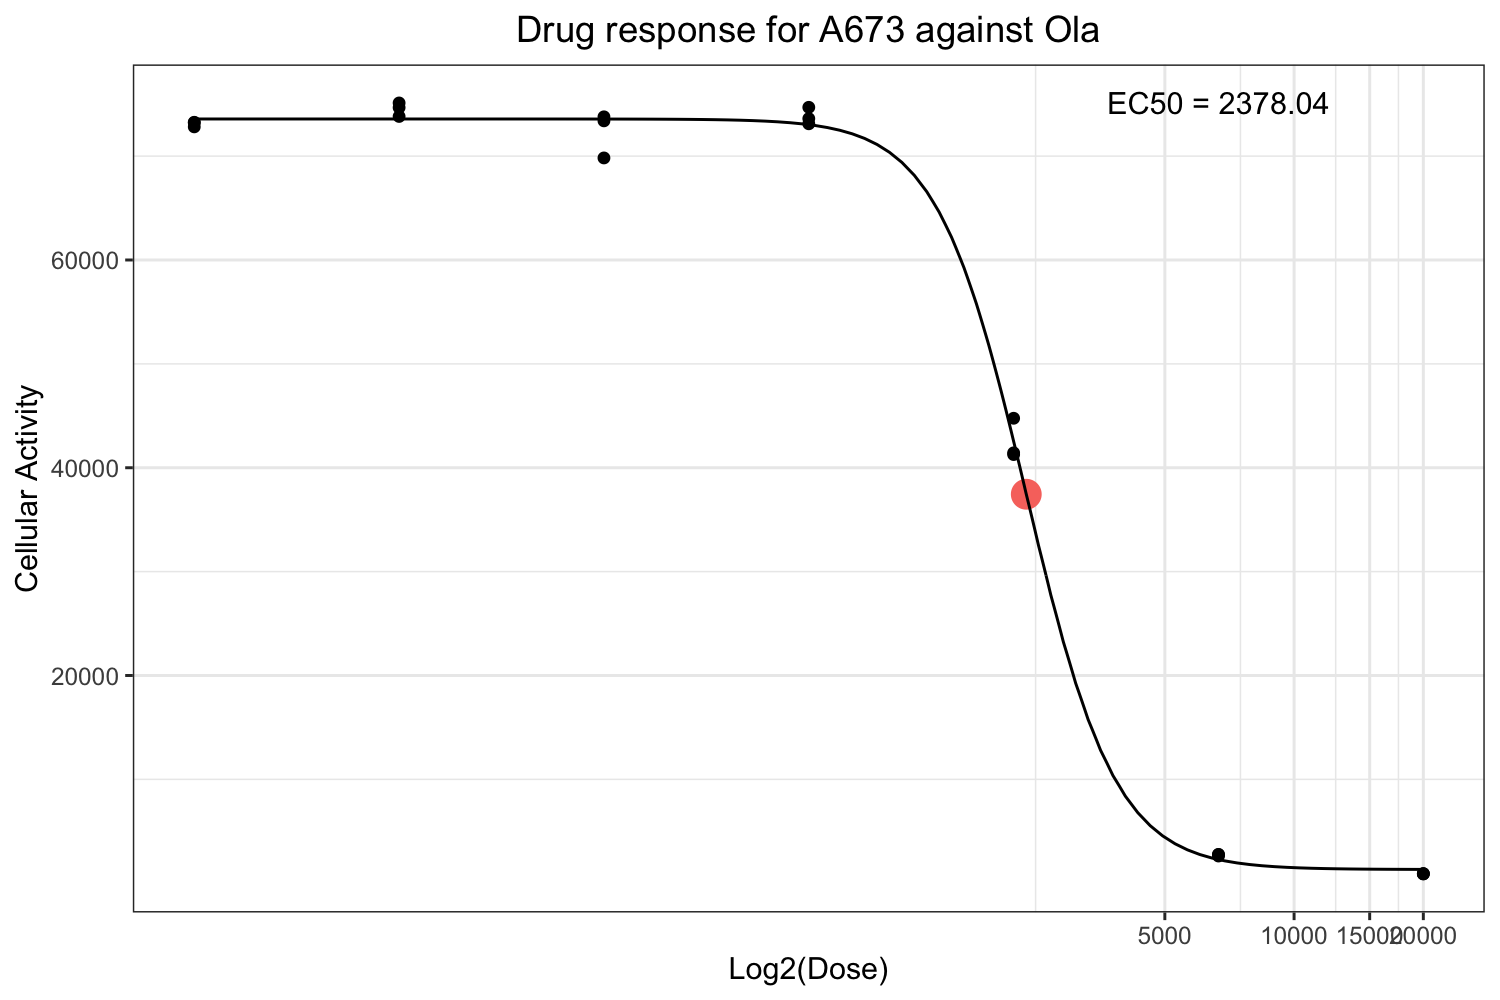 Drug response for A673 against Ola
EC50 = 2378.04
60000
40000
20000
Cellular Activity
5000 10000 15000 20000
Log2(Dose)